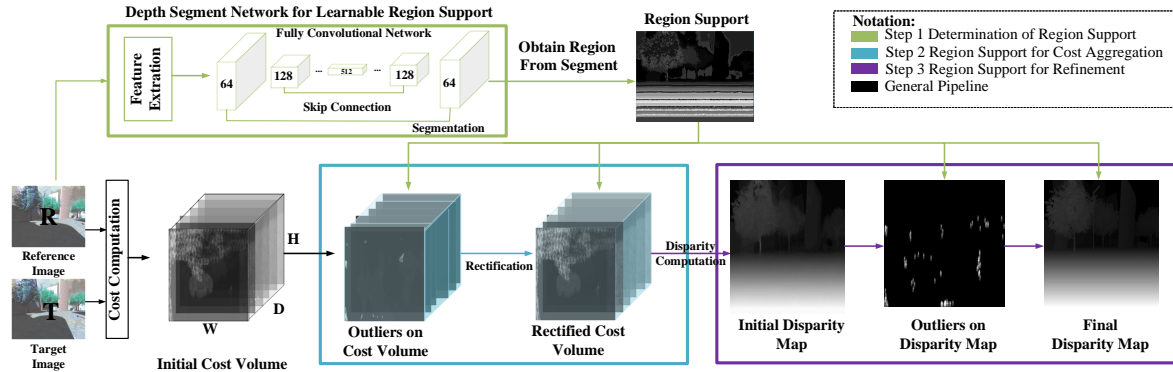 Depth Segment Network for Learnable Region Support
Fully Convolutional Network
Feature
Extration
64
128
...
512
...
128
64
Skip Connection
Segmentation
Obtain Region
From Segment
Region Support
Notation:
Step 1 Determination of Region Support
Step 2 Region Support for Cost Aggregation
Step 3 Region Support for Refinement
General Pipeline
R
Reference
Image
T
Target
Image
Cost Computation
H
D
W
Initial Cost Volume
Outliers on
Cost Volume
Rectification
Rectified Cost
Volume
Disparity
Computation
Initial Disparity
Map
Outliers on
Disparity Map
Final
Disparity Map